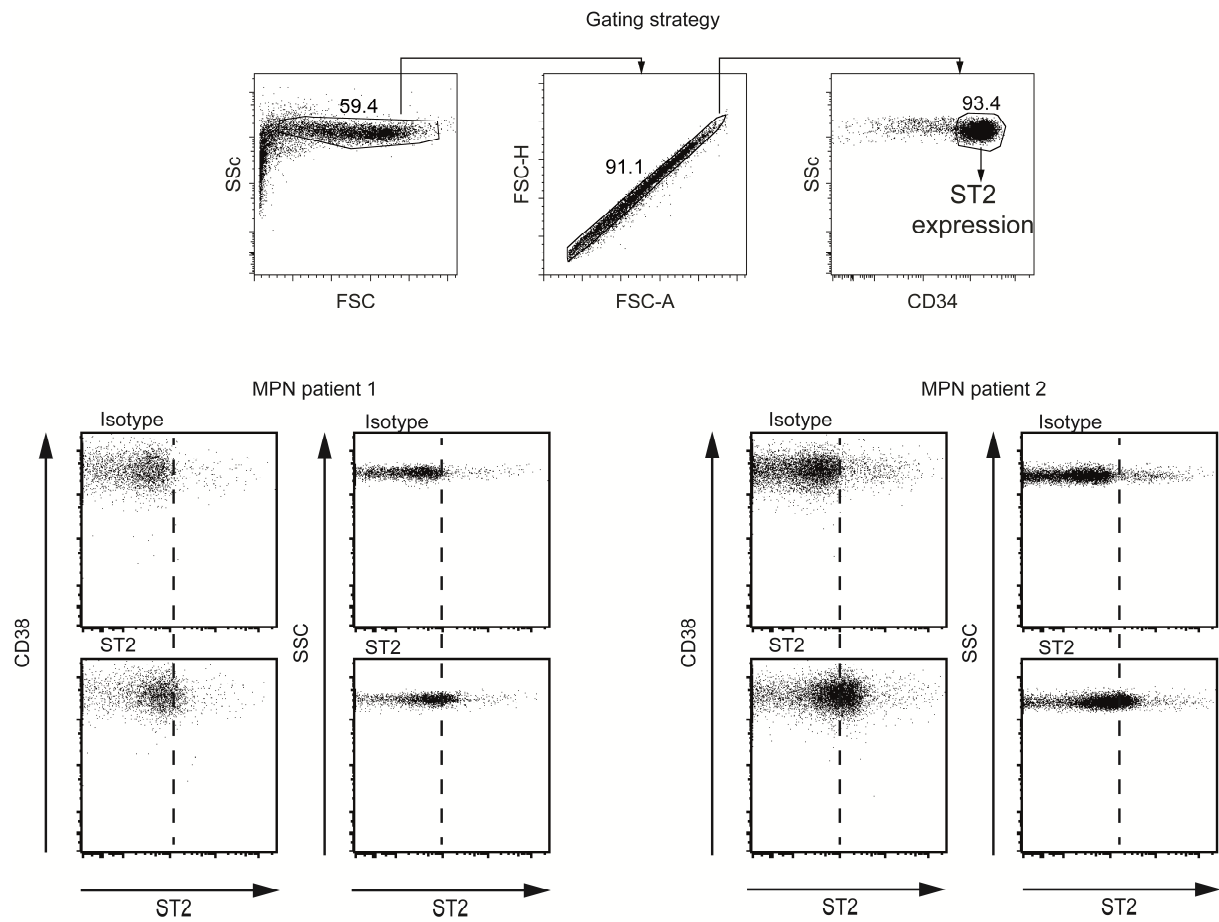 Gating strategy
59.4
91.1
93.4
ST2
expression
SSc
FSC-H
SSc
FSC
FSC-A
CD34
MPN patient 1
MPN patient 2
Isotype
Isotype
Isotype
Isotype
CD38
SSC
CD38
SSC
ST2
ST2
ST2
ST2
ST2
ST2
ST2
ST2